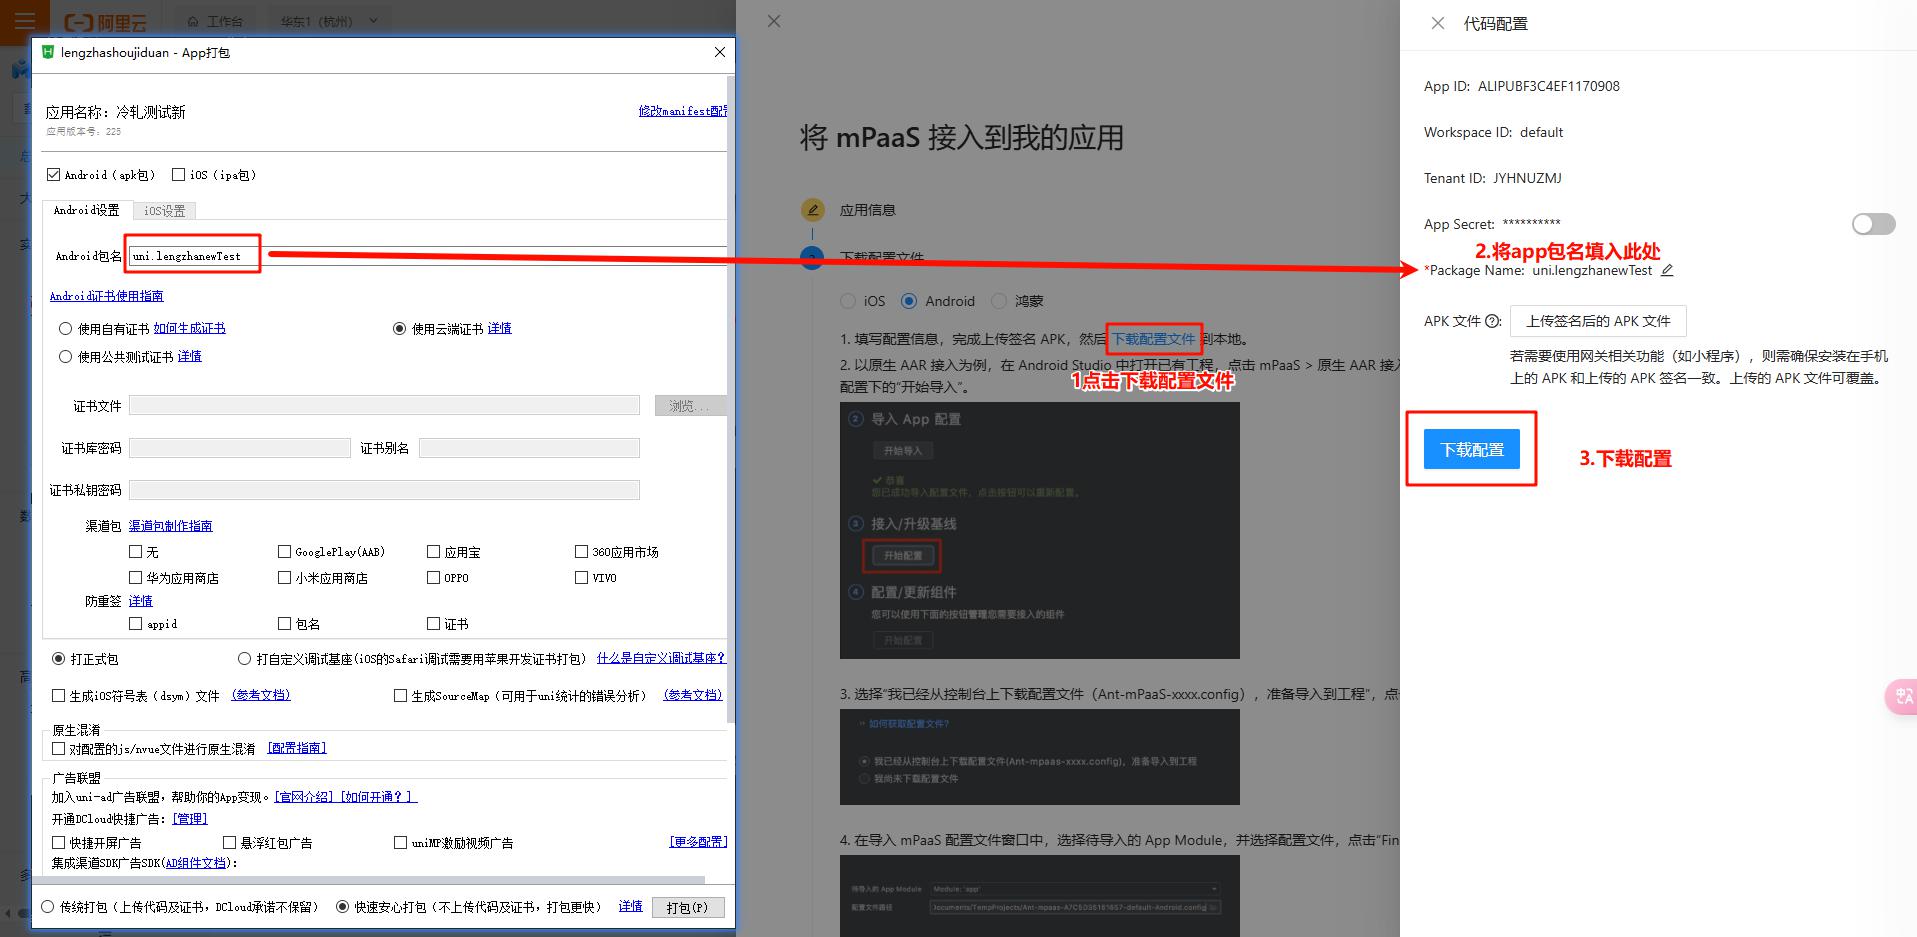 阿里云
工作台
华东1（杭州）
lengzhashoujiduan - App打包
应用名称：冷轧测试新
修改manifest配置
应用版本号：225
Android（apk包）
iOS（ipa包）
Android设置
iOS设置
Android包名
uni.lengzhanewTest
Android证书使用指南
使用自有证书 如何生成证书
使用云端证书 详情
使用公共测试证书 详情
证书文件
浏览...
证书库密码
证书别名
证书私钥密码
渠道包 渠道包制作指南
无
GooglePlay(AAB)
应用宝
360应用市场
华为应用商店
小米应用商店
OPPO
VIVO
防重签 详情
appid
包名
证书
打正式包
打自定义调试基座(iOS的Safari调试需要用苹果开发证书打包) 什么是自定义调试基座？
生成iOS符号表（dsym）文件 (参考文档)
生成SourceMap（可用于uni统计的错误分析） (参考文档)
原生混淆
对配置的js/nvue文件进行原生混淆 [配置指南]
广告联盟
加入uni-ad广告联盟，帮助你的App变现。[官网介绍] [如何开通？]
开通DCloud快捷广告：[管理]
快捷开屏广告
悬浮红包广告
uniMP激励视频广告
[更多配置]
集成渠道SDK广告SDK(AD组件文档)：
传统打包（上传代码及证书，DCloud承诺不保留）
快速安心打包（不上传代码及证书，打包更快）
详情
打包(P)
将 mPaaS 接入到我的应用
应用信息
2
下载配置文件
iOS
Android
鸿蒙
1. 填写配置信息，完成上传签名 APK，然后 下载配置文件 到本地。
2. 以原生 AAR 接入为例，在 Android Studio 中打开已有工程，点击 mPaaS > 原生 AAR 接入
1点击下载配置文件
配置下的“开始导入”。
2 导入 App 配置
开始导入
恭喜
您已成功导入配置文件，点击按钮可以重新配置。
3 接入/升级基线
开始配置
4 配置/更新组件
您可以使用下面的按钮管理您需要接入的组件
开始配置
3. 选择“我已经从控制台上下载配置文件（Ant-mPaaS-xxxx.config），准备导入到工程”，点
如何获取配置文件?
我已经从控制台上下载配置文件(Ant-mpaas-xxxx.config)，准备导入到工程
我尚未下载配置文件
4. 在导入 mPaaS 配置文件窗口中，选择待导入的 App Module，并选择配置文件，点击“Fin
待导入的 App Module
Module: 'app'
配置文件路径
Documents/TempProjects/Ant-mpaas-A7C5D35161657-default-Android.config
代码配置
App ID: ALIPUBF3C4EF1170908
Workspace ID: default
Tenant ID: JYHNUZMJ
App Secret: **********
2.将app包名填入此处
*Package Name: uni.lengzhanewTest
APK 文件 ?:
上传签名后的 APK 文件
若需要使用网关相关功能（如小程序），则需确保安装在手机
上的 APK 和上传的 APK 签名一致。上传的 APK 文件可覆盖。
下载配置
3.下载配置